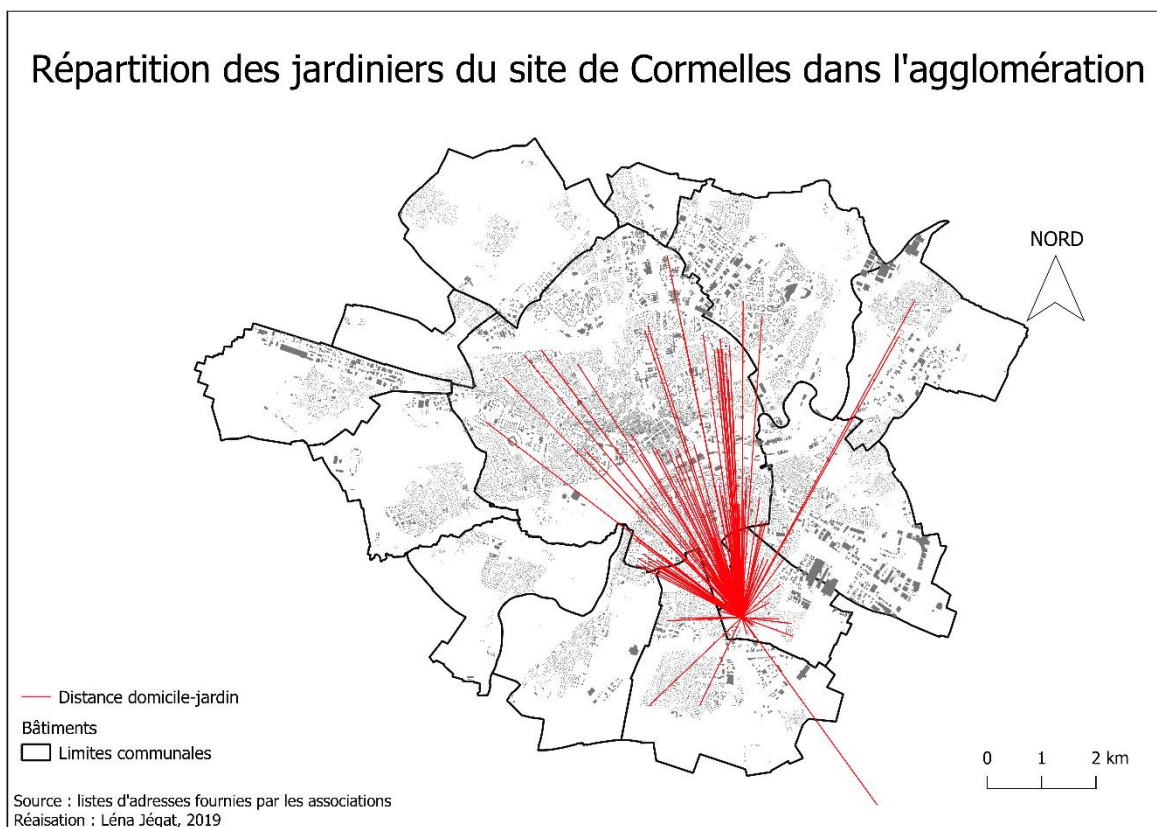 Répartition des jardiniers du site de Cormelles dans l'agglomération
NORD
Distance domicile-jardin
Bâtiments
Limites communales
0 1 2 km
Source : listes d'adresses fournies par les associations
Réaisation : Léna Jégat, 2019